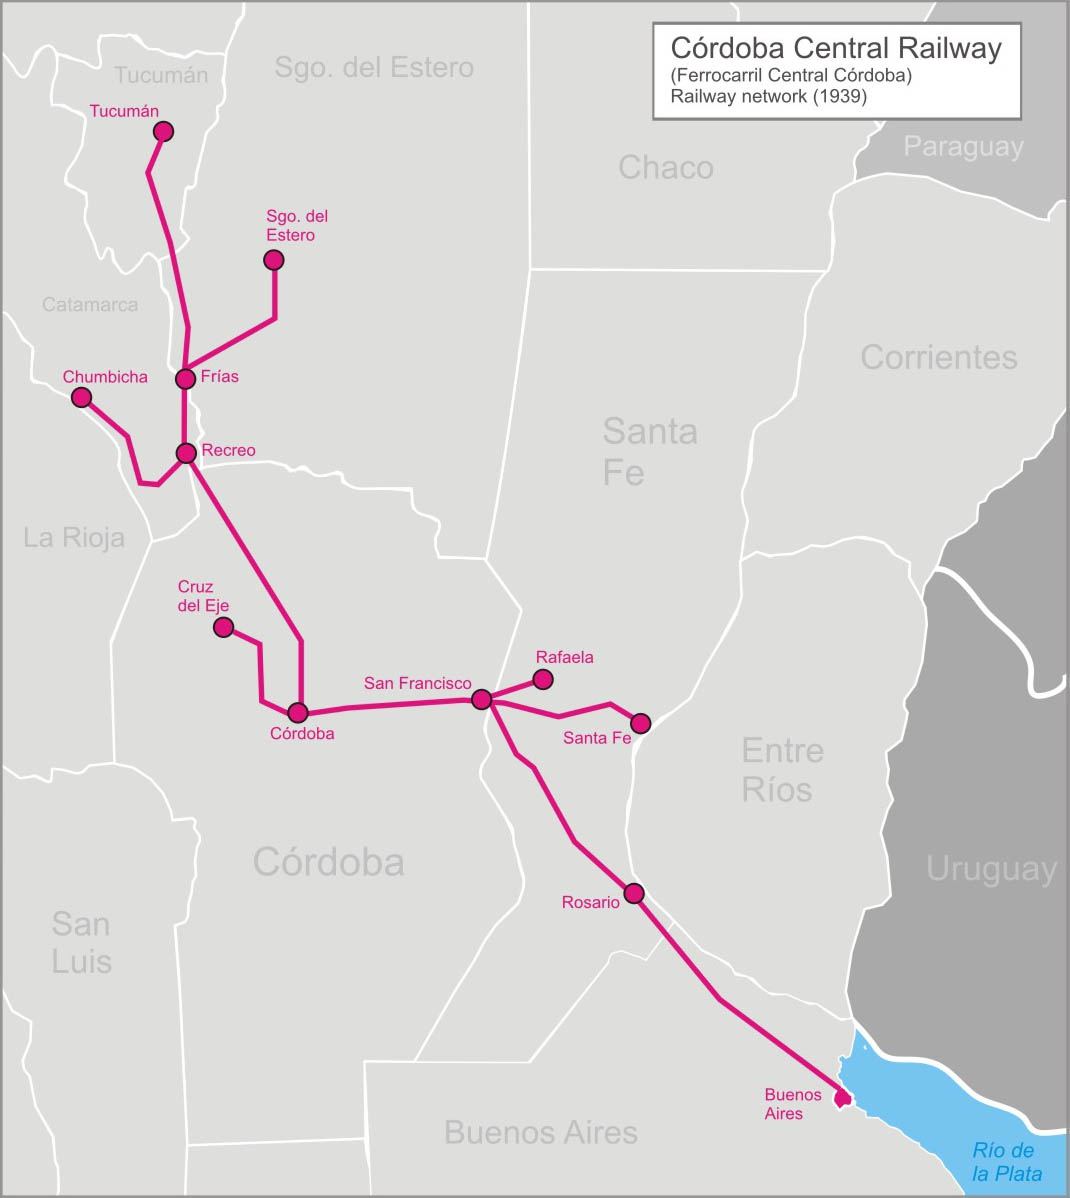 Córdoba Central Railway
(Ferrocarril Central Córdoba)
Railway network (1939)
Tucumán
Sgo. del Estero
Tucumán
Chaco
Paraguay
Sgo. del
Estero
Catamarca
Corrientes
Chumbicha
Frías
Santa
Fe
Recreo
La Rioja
Cruz
del Eje
Rafaela
San Francisco
Córdoba
Santa Fe
Entre
Ríos
Córdoba
Uruguay
San
Luis
Rosario
Buenos
Aires
Buenos Aires
Río de
la Plata